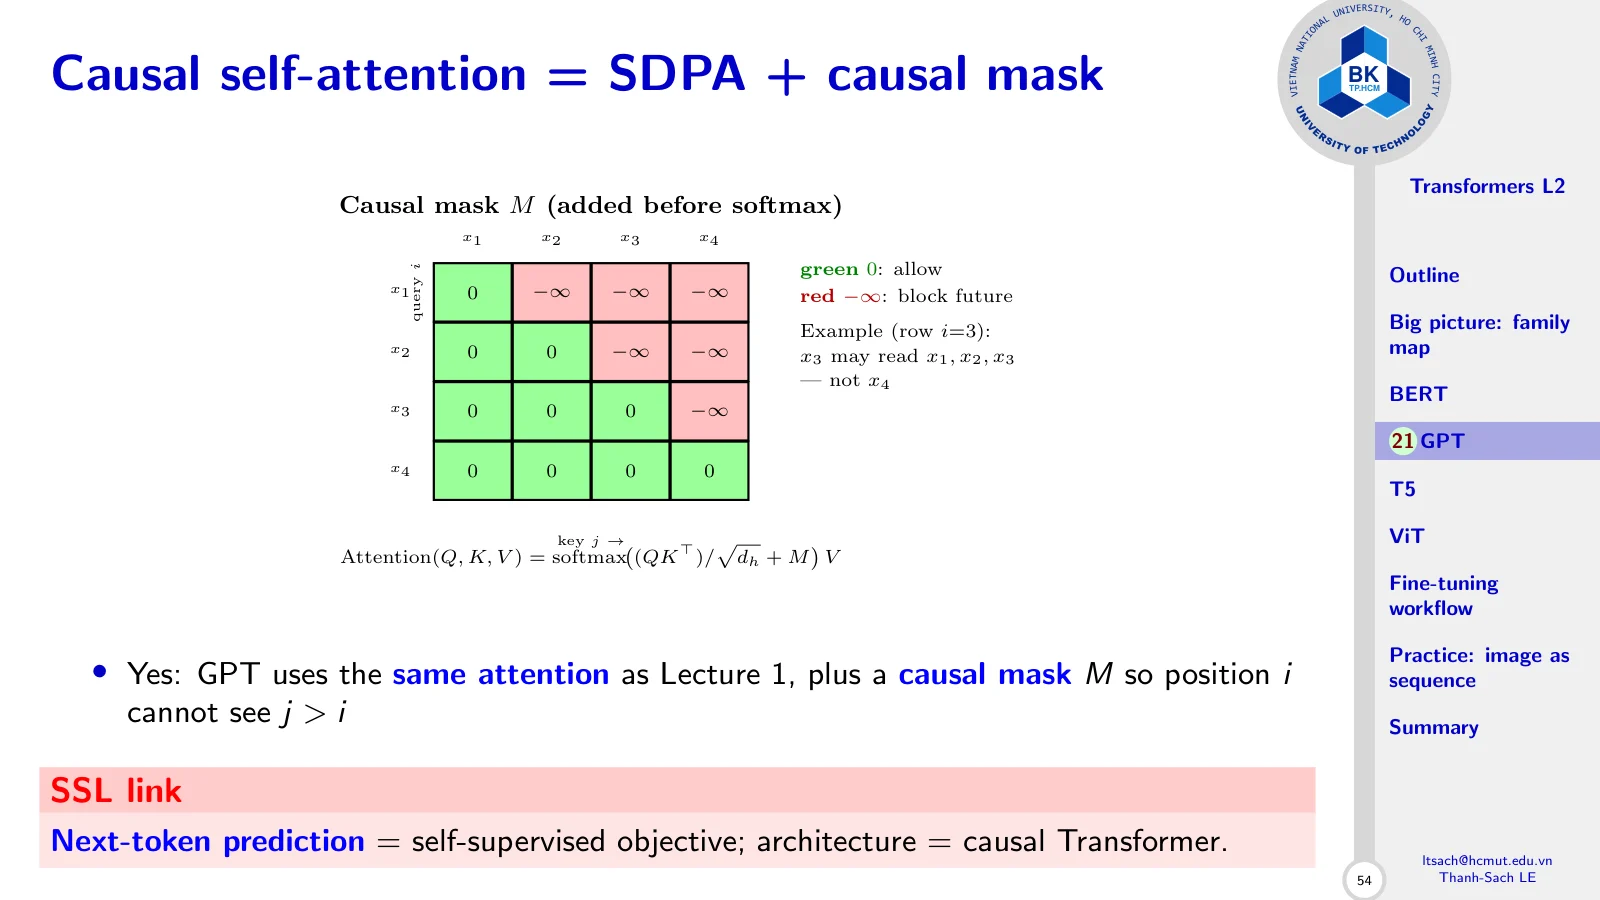 Causal self-attention = SDPA + causal mask
VIETNAM NATIONAL UNIVERSITY, HO CHI MINH CITY
UNIVERSITY OF TECHNOLOGY
BK
TP.HCM
Causal mask M (added before softmax)
x₁ x₂ x₃ x₄
query i
x₁ 0 −∞ −∞ −∞
x₂ 0 0 −∞ −∞
x₃ 0 0 0 −∞
x₄ 0 0 0 0
green 0: allow
red −∞: block future
Example (row i=3):
x₃ may read x₁, x₂, x₃
— not x₄
key j →
Attention(Q, K, V) = softmax((QK⊤)/√dₕ + M) V
• Yes: GPT uses the same attention as Lecture 1, plus a causal mask M so position i
cannot see j > i
SSL link
Next-token prediction = self-supervised objective; architecture = causal Transformer.
Transformers L2
Outline
Big picture: family
map
BERT
21 GPT
T5
ViT
Fine-tuning
workflow
Practice: image as
sequence
Summary
ltsach@hcmut.edu.vn
Thanh-Sach LE
54